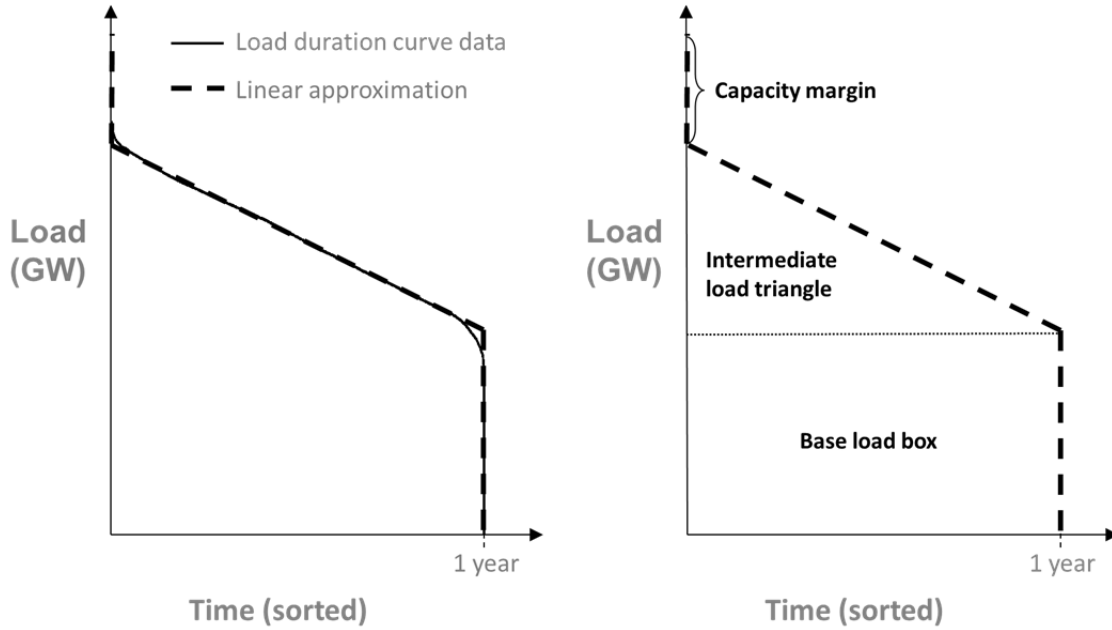 Load duration curve data
Linear approximation
Load
(GW)
1 year
Time (sorted)
Capacity margin
Load
(GW)
Intermediate
load triangle
Base load box
1 year
Time (sorted)